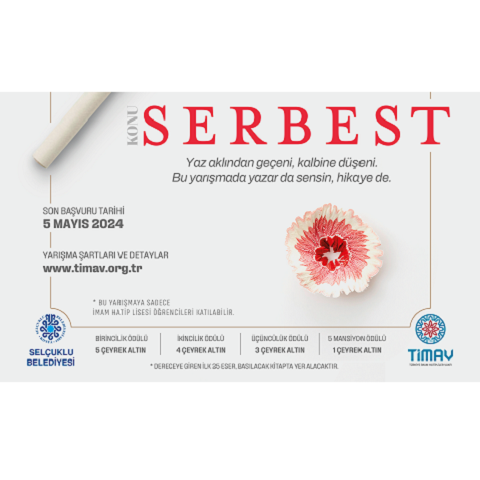 KONU
SERBEST
Yaz aklından geçeni, kalbine düşeni.
Bu yarışmada yazar da sensin, hikaye de.
SON BAŞVURU TARİHİ
5 MAYIS 2024
YARIŞMA ŞARTLARI VE DETAYLAR
www.timav.org.tr
* BU YARIŞMAYA SADECE
İMAM HATİP LİSESİ ÖĞRENCİLERİ KATILABİLİR.
SELÇUKLU
BELEDİYESİ
BİRİNCİLİK ÖDÜLÜ
5 ÇEYREK ALTIN
İKİNCİLİK ÖDÜLÜ
4 ÇEYREK ALTIN
ÜÇÜNCÜLÜK ÖDÜLÜ
3 ÇEYREK ALTIN
5 MANSİYON ÖDÜLÜ
1 ÇEYREK ALTIN
TİMAV
* DERECEYE GİREN İLK 35 ESER, BASILACAK KİTAPTA YER ALACAKTIR.